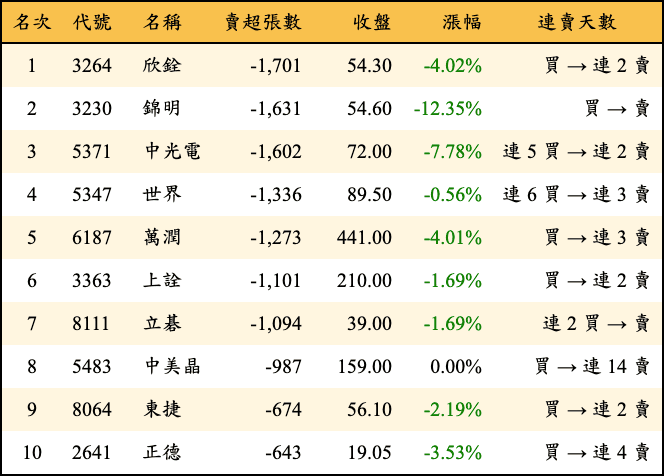 名次 代號 名稱 賣超張數 收盤 漲幅 連賣天數
1 3264 欣銓 -1,701 54.30 -4.02% 買 → 連 2 賣
2 3230 錦明 -1,631 54.60 -12.35% 買 → 賣
3 5371 中光電 -1,602 72.00 -7.78% 連 5 買 → 連 2 賣
4 5347 世界 -1,336 89.50 -0.56% 連 6 買 → 連 3 賣
5 6187 萬潤 -1,273 441.00 -4.01% 買 → 連 3 賣
6 3363 上詮 -1,101 210.00 -1.69% 買 → 連 2 賣
7 8111 立碁 -1,094 39.00 -1.69% 連 2 買 → 賣
8 5483 中美晶 -987 159.00 0.00% 買 → 連 14 賣
9 8064 東捷 -674 56.10 -2.19% 買 → 連 2 賣
10 2641 正德 -643 19.05 -3.53% 買 → 連 4 賣